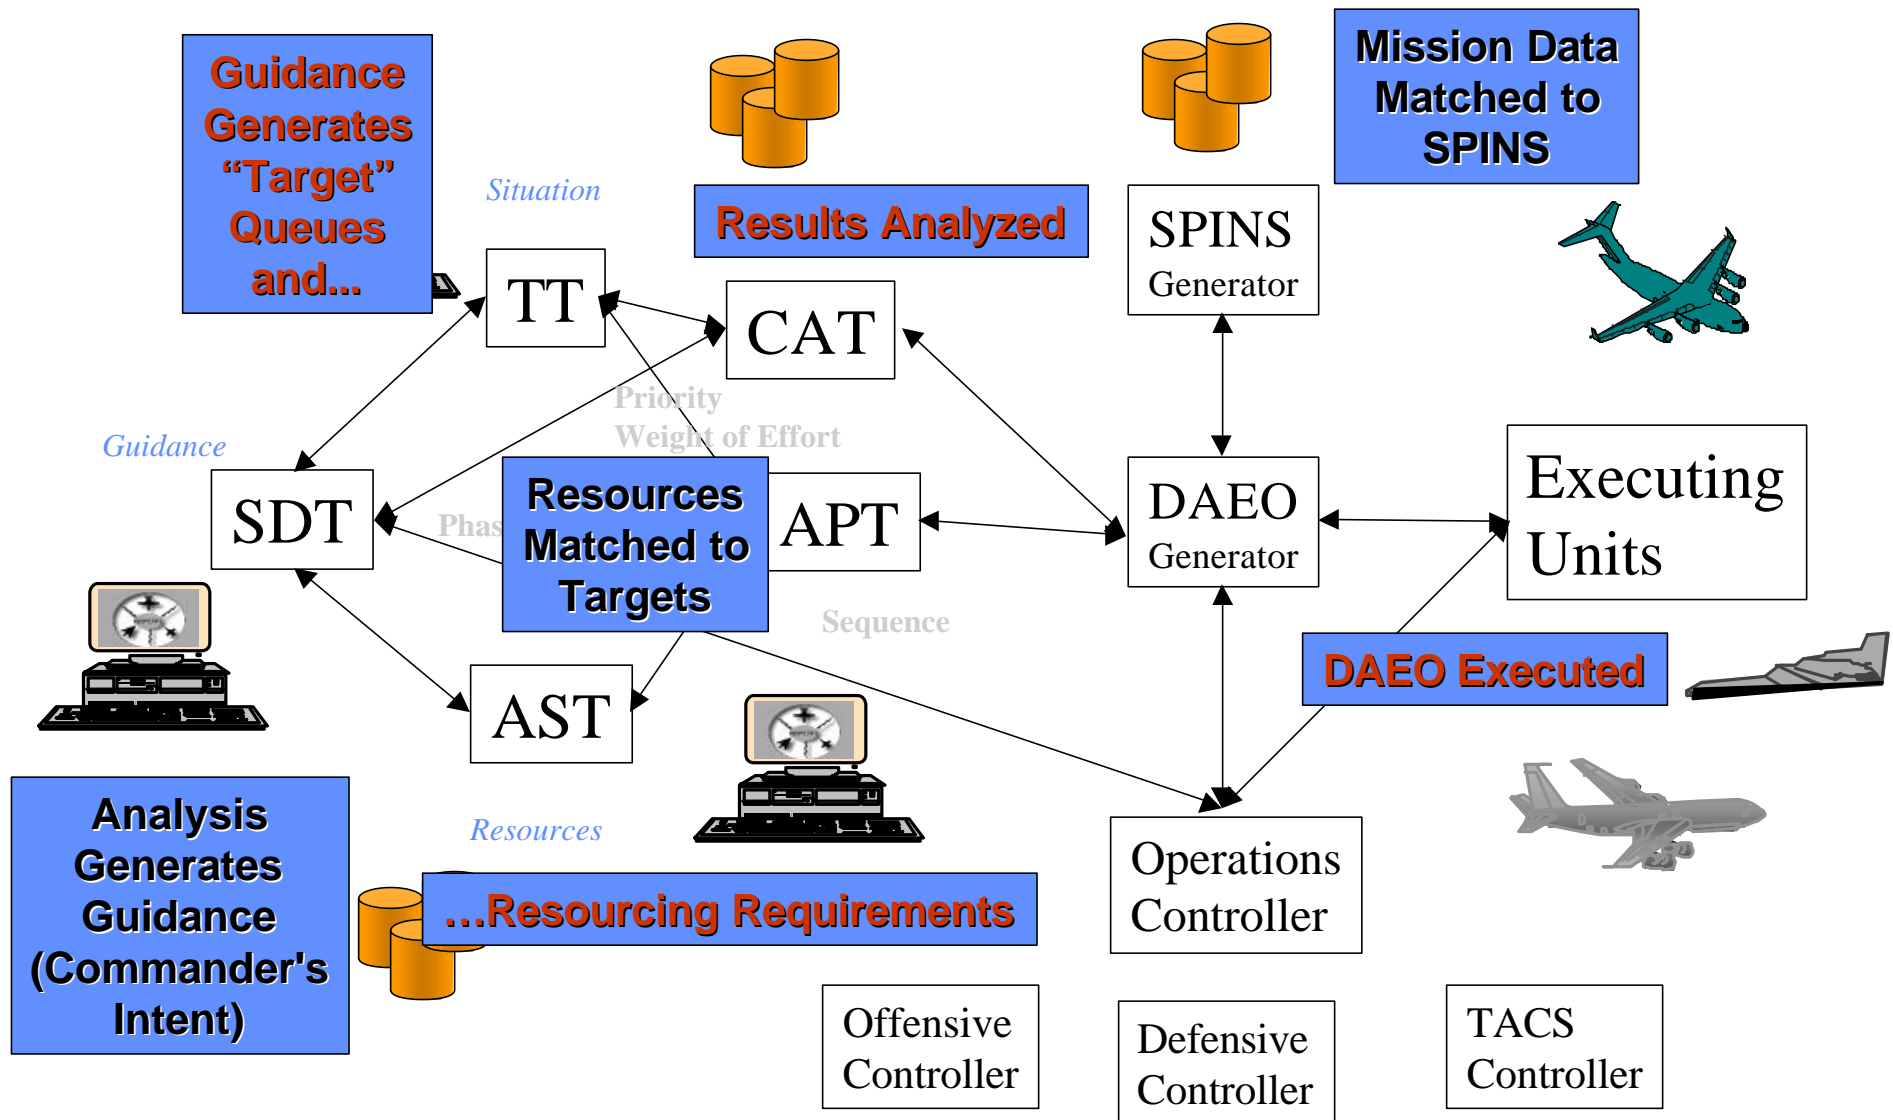 Guidance
Generates
“Target”
Queues
and...
Situation
Results Analyzed
Mission Data
Matched to
SPINS
SPINS
Generator
TT
CAT
Priority
Weight of Effort
Guidance
SDT
Phas
Resources
Matched to
Targets
APT
DAEO
Generator
Executing
Units
Sequence
DAEO Executed
AST
Analysis
Generates
Guidance
(Commander's
Intent)
Resources
…Resourcing Requirements
Operations
Controller
Offensive
Controller
Defensive
Controller
TACS
Controller